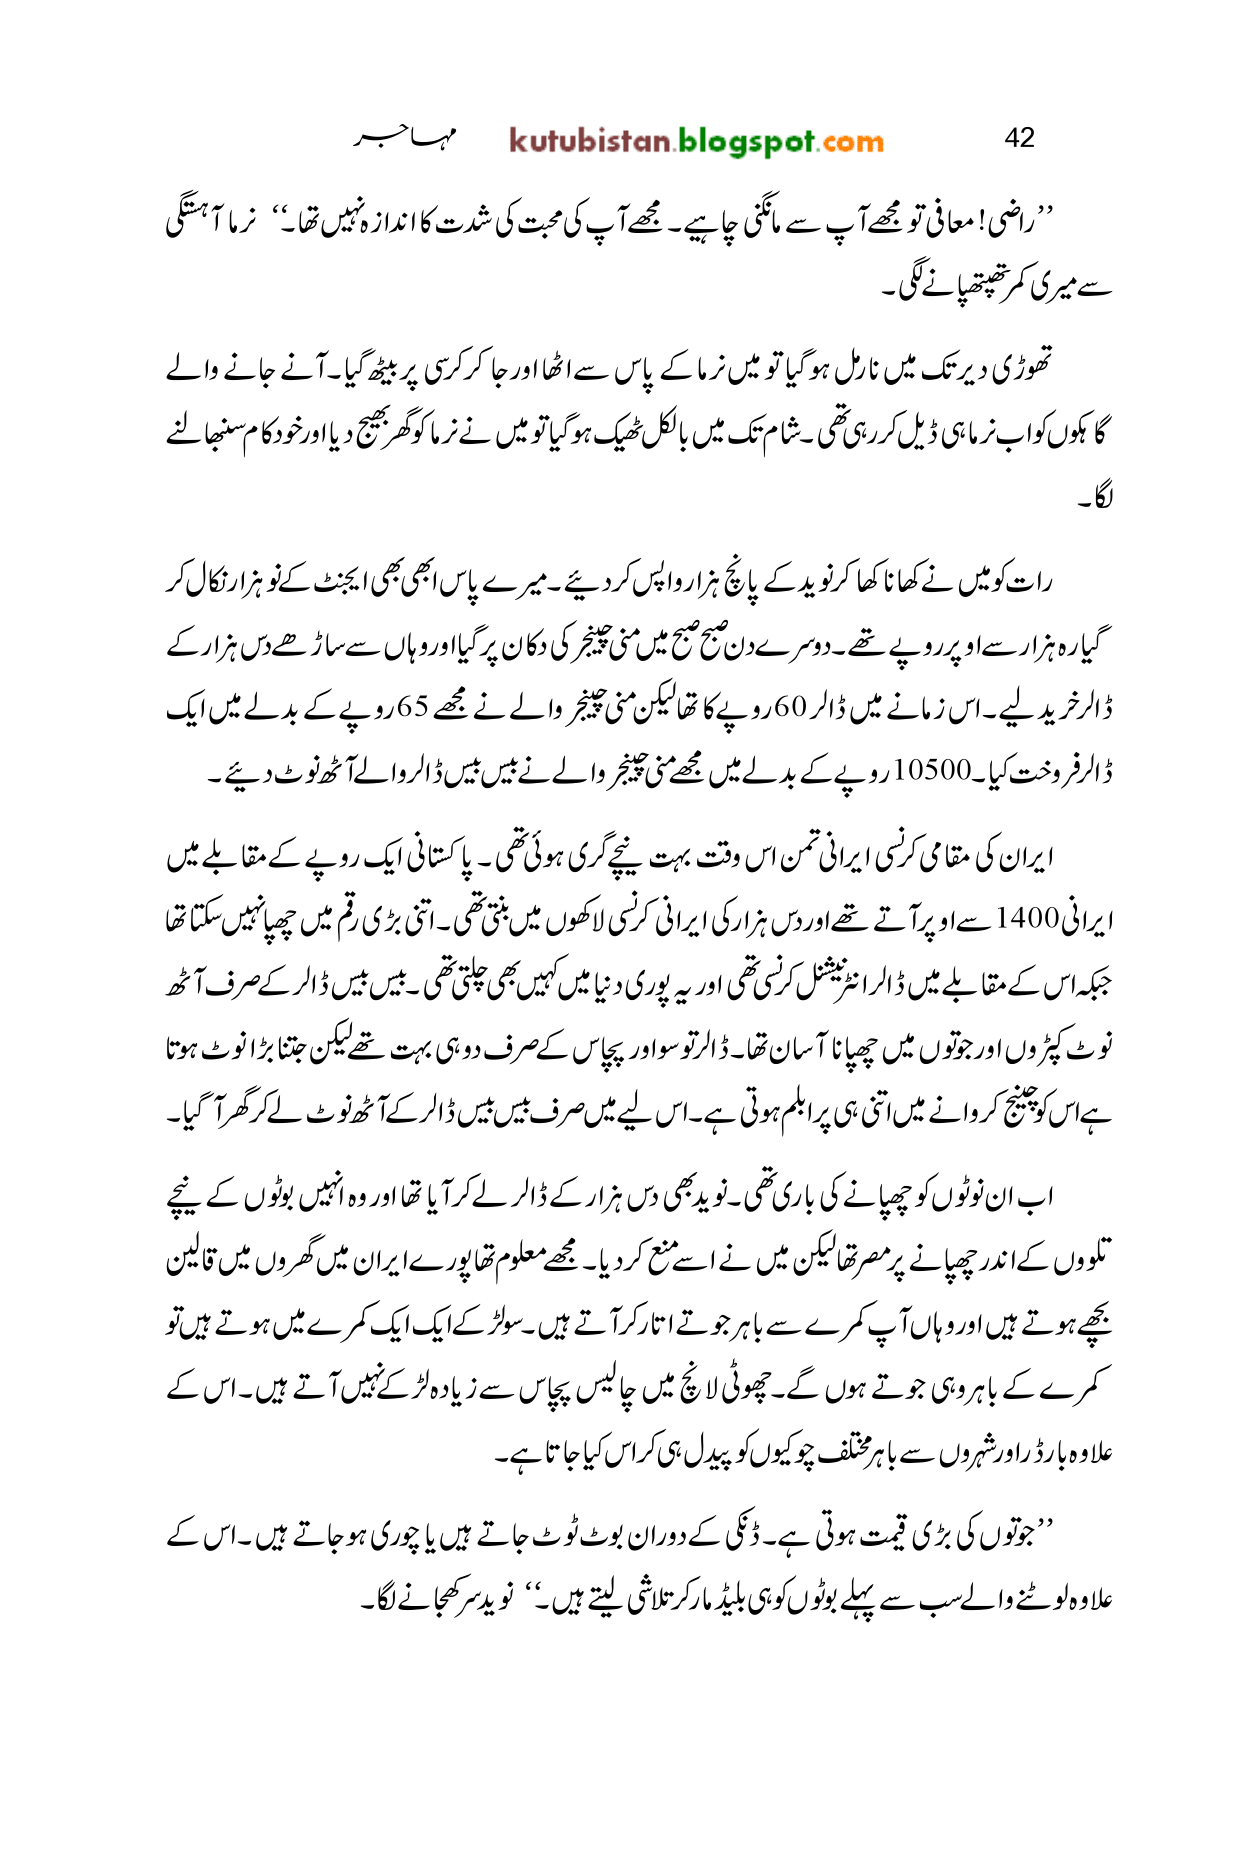 42 kutubistan.blogspot.com مہاجر
’’راضی! معافی تو مجھے آپ سے مانگنی چاہیے۔ مجھے آپ کی محبت کی شدت کا اندازہ نہیں تھا۔‘‘ نرما آہستگی
سے میری کمر تھپتھپانے لگی۔
تھوڑی دیر تک میں نارمل ہوگیا تو میں نرما کے پاس سے اٹھا اور جا کر کرسی پر بیٹھ گیا۔ آنے جانے والے
گاہکوں کو اب نرما ہی ڈیل کر رہی تھی۔ شام تک میں بالکل ٹھیک ہوگیا تو میں نے نرما کو گھر بھیج دیا اور خود کام سنبھالنے
لگا۔
رات کو میں نے کھانا کھا کر نوید کے پانچ ہزار واپس کر دئیے۔ میرے پاس ابھی بھی ایجنٹ کے نو ہزار نکال کر
گیارہ ہزار سے اوپر روپے تھے۔ دوسرے دن صبح صبح میں منی چینجر کی دکان پر گیا اور وہاں سے ساڑھے دس ہزار کے
ڈالر خرید لیے۔ اس زمانے میں ڈالر 60 روپے کا تھا لیکن منی چینجر والے نے مجھے 65 روپے کے بدلے میں ایک
ڈالر فروخت کیا۔ 10500 روپے کے بدلے میں مجھے منی چینجر والے نے بیس بیس ڈالر والے آٹھ نوٹ دئیے۔
ایران کی مقامی کرنسی ایرانی تمن اس وقت بہت نیچے گری ہوئی تھی۔ پاکستانی ایک روپے کے مقابلے میں
ایرانی 1400 سے اوپر آتے تھے اور دس ہزار کی ایرانی کرنسی لاکھوں میں بنتی تھی۔ اتنی بڑی رقم میں چھپا نہیں سکتا تھا
جبکہ اس کے مقابلے میں ڈالر انٹرنیشنل کرنسی تھی اور یہ پوری دنیا میں کہیں بھی چلتی تھی۔ بیس بیس ڈالر کے صرف آٹھ
نوٹ کپڑوں اور جوتوں میں چھپانا آسان تھا۔ ڈالر تو سو اور پچاس کے صرف دو ہی بہت تھے لیکن جتنا بڑا نوٹ ہوتا
ہے اس کو چینج کروانے میں اتنی ہی پرابلم ہوتی ہے۔ اس لیے میں صرف بیس بیس ڈالر کے آٹھ نوٹ لے کر گھر آ گیا۔
اب ان نوٹوں کو چھپانے کی باری تھی۔ نوید بھی دس ہزار کے ڈالر لے کر آیا تھا اور وہ انہیں بوٹوں کے نیچے
تلووں کے اندر چھپانے پر مصر تھا لیکن میں نے اسے منع کر دیا۔ مجھے معلوم تھا پورے ایران میں گھروں میں قالین
بچھے ہوتے ہیں اور وہاں آپ کمرے سے باہر جوتے اتار کر آتے ہیں۔ سو لڑکے ایک ایک کمرے میں ہوتے ہیں تو
کمرے کے باہر وہی جوتے ہوں گے۔ چھوٹی لانچ میں چالیس پچاس سے زیادہ لڑکے نہیں آتے ہیں۔ اس کے
علاوہ بارڈر اور شہروں سے باہر مختلف چوکیوں کو پیدل ہی کراس کیا جاتا ہے۔
’’جوتوں کی بڑی قیمت ہوتی ہے۔ ڈنکی کے دوران بوٹ ٹوٹ جاتے ہیں یا چوری ہو جاتے ہیں۔ اس کے
علاوہ لوٹنے والے سب سے پہلے بوٹوں کو ہی بلیڈ مار کر تلاشی لیتے ہیں۔‘‘ نوید سر کھجانے لگا۔